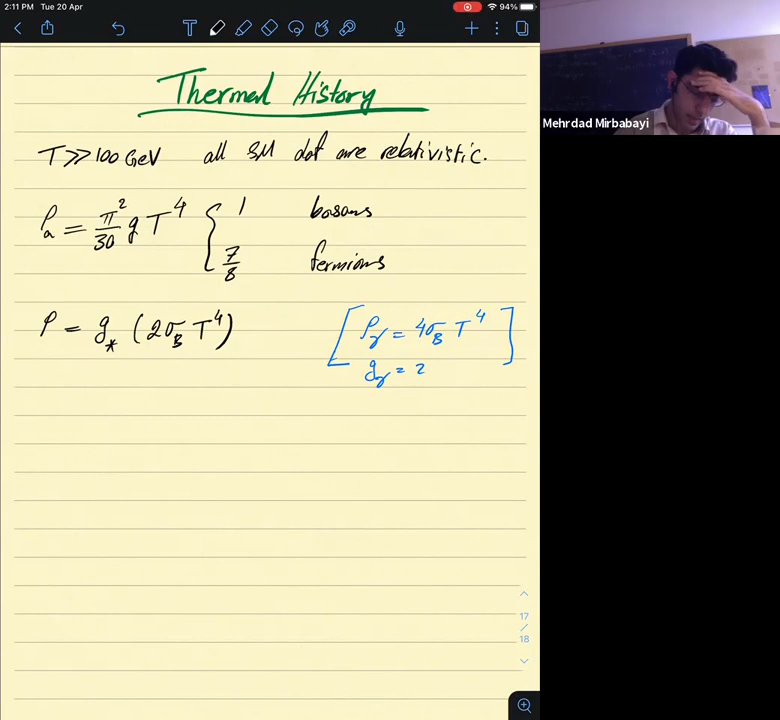 2:11 PM Tue 20 Apr
94%
Mehrdad Mirbabayi
Thermal History
T >> 100 GeV all SM dof are relativistic.
ρ_a = π²/30 g T⁴ { 1 bosons
7/8 fermions
ρ = g_* (2σ_B T⁴) [ ρ_γ = 4σ_B T⁴ ]
g_γ = 2
17
/
18